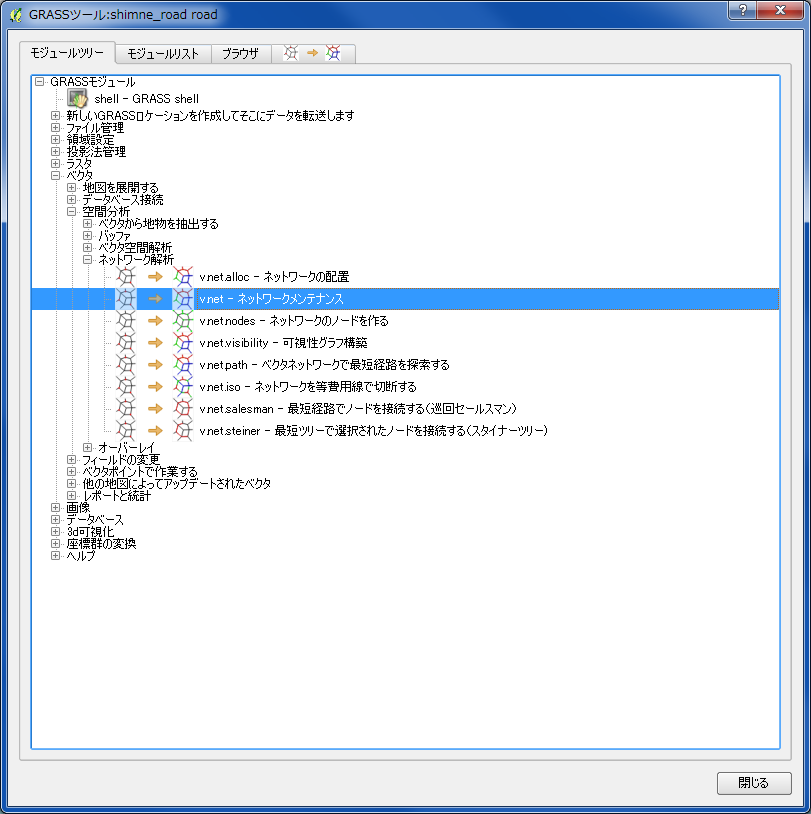 GRASSツール:shimne_road road
モジュールツリー モジュールリスト ブラウザ
GRASSモジュール
shell - GRASS shell
新しいGRASSロケーションを作成してそこにデータを転送します
ファイル管理
領域設定
投影法管理
ラスタ
ベクタ
地図を展開する
データベース接続
空間分析
ベクタから地物を抽出する
バッファ
ベクタ空間解析
ネットワーク解析
v.net.alloc - ネットワークの配置
v.net - ネットワークメンテナンス
v.net.nodes - ネットワークのノードを作る
v.net.visibility - 可視性グラフ構築
v.net.path - ベクタネットワークで最短経路を探索する
v.net.iso - ネットワークを等費用線で切断する
v.net.salesman - 最短経路でノードを接続する(巡回セールスマン)
v.net.steiner - 最短ツリーで選択されたノードを接続する(スタイナーツリー)
オーバーレイ
フィールドの変更
ベクタポイントで作業する
他の地図によってアップデートされたベクタ
レポートと統計
画像
データベース
3d可視化
座標群の変換
ヘルプ
閉じる